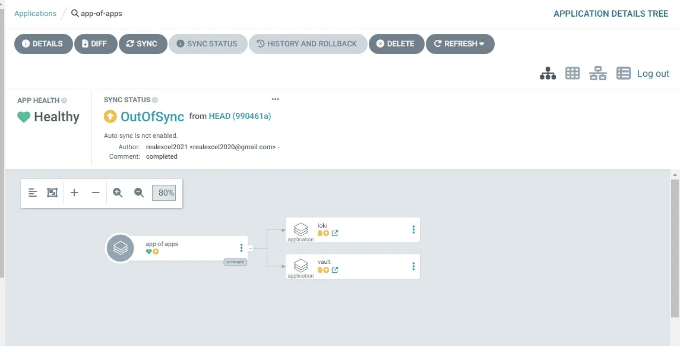 Applications / app-of-apps
APPLICATION DETAILS TREE
DETAILS DIFF SYNC SYNC STATUS HISTORY AND ROLLBACK DELETE REFRESH
Log out
APP HEALTH
Healthy
SYNC STATUS
OutOfSync from HEAD (990461a)
Auto sync is not enabled.
Author: realexcel2021 <realexcel2020@gmail.com> -
Comment: completed
80%
app of apps
loki
application
vault
application